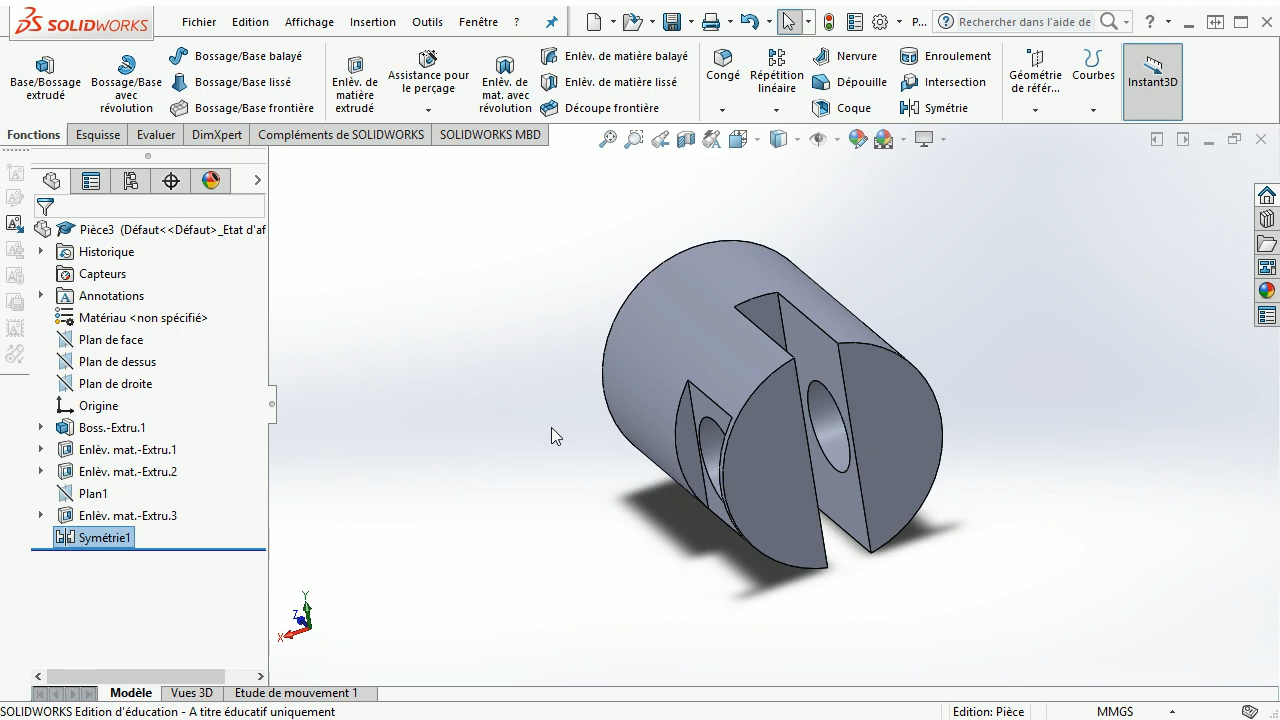 SOLIDWORKS Fichier Edition Affichage Insertion Outils Fenêtre ? P... Rechercher dans l'aide de ?
Base/Bossage extrudé
Bossage/Base avec révolution
Bossage/Base balayé
Bossage/Base lissé
Bossage/Base frontière
Enlèv. de matière extrudé
Assistance pour le perçage
Enlèv. de mat. avec révolution
Enlèv. de matière balayé
Enlèv. de matière lissé
Découpe frontière
Congé
Répétition linéaire
Nervure
Dépouille
Coque
Enroulement
Intersection
Symétrie
Géométrie de référ...
Courbes
Instant3D
Fonctions Esquisse Evaluer DimXpert Compléments de SOLIDWORKS SOLIDWORKS MBD
Pièce3 (Défaut<<Défaut>_Etat d'af
Historique
Capteurs
Annotations
Matériau <non spécifié>
Plan de face
Plan de dessus
Plan de droite
Origine
Boss.-Extru.1
Enlèv. mat.-Extru.1
Enlèv. mat.-Extru.2
Plan1
Enlèv. mat.-Extru.3
Symétrie1
Y
Z
X
Modèle Vues 3D Etude de mouvement 1
SOLIDWORKS Edition d'éducation - A titre éducatif uniquement Edition: Pièce MMGS